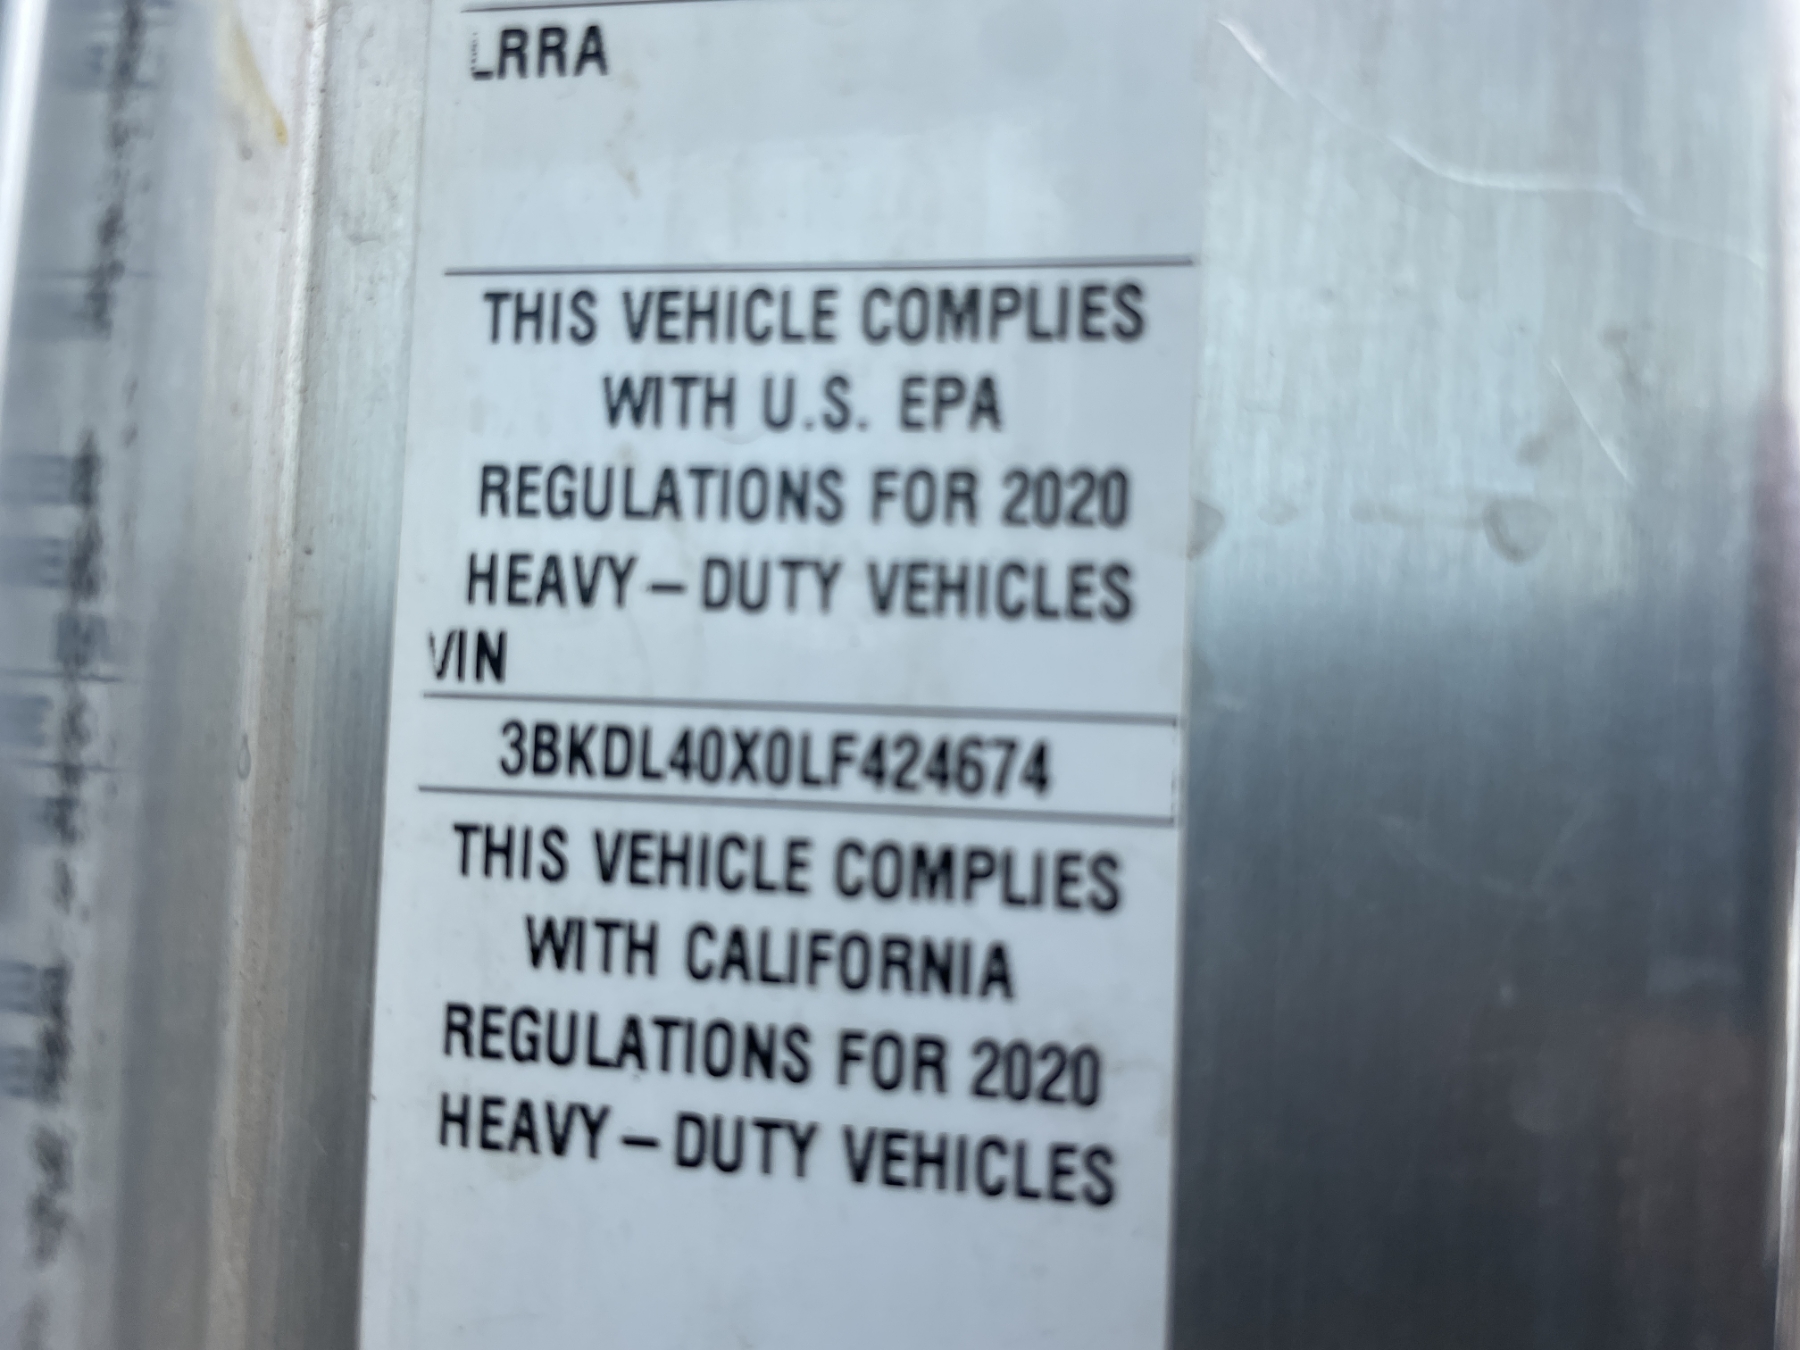 LRRA
THIS VEHICLE COMPLIES
WITH U.S. EPA
REGULATIONS FOR 2020
HEAVY–DUTY VEHICLES
VIN
3BKDL40X0LF424674
THIS VEHICLE COMPLIES
WITH CALIFORNIA
REGULATIONS FOR 2020
HEAVY–DUTY VEHICLES